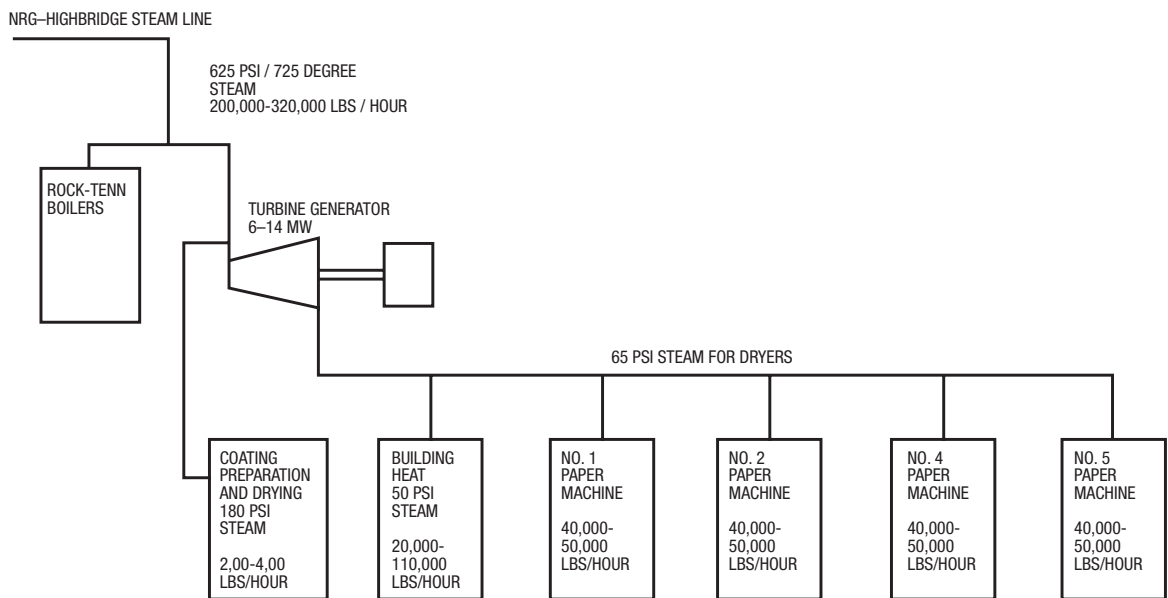 NRG–HIGHBRIDGE STEAM LINE
625 PSI / 725 DEGREE
STEAM
200,000-320,000 LBS / HOUR
ROCK-TENN
BOILERS
TURBINE GENERATOR
6–14 MW
65 PSI STEAM FOR DRYERS
COATING
PREPARATION
AND DRYING
180 PSI
STEAM
2,00-4,00
LBS/HOUR
BUILDING
HEAT
50 PSI
STEAM
20,000-
110,000
LBS/HOUR
NO. 1
PAPER
MACHINE
40,000-
50,000
LBS/HOUR
NO. 2
PAPER
MACHINE
40,000-
50,000
LBS/HOUR
NO. 4
PAPER
MACHINE
40,000-
50,000
LBS/HOUR
NO. 5
PAPER
MACHINE
40,000-
50,000
LBS/HOUR